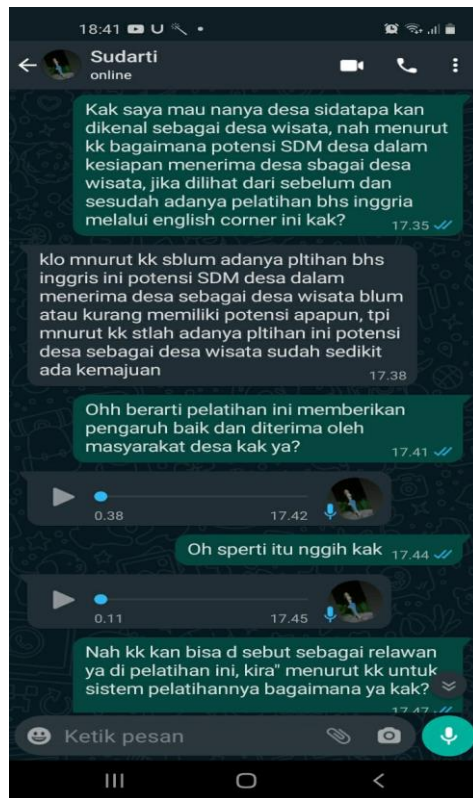 18:41
Sudarti
online
Kak saya mau nanya desa sidatapa kan
dikenal sebagai desa wisata, nah menurut
kk bagaimana potensi SDM desa dalam
kesiapan menerima desa sbagai desa
wisata, jika dilihat dari sebelum dan
sesudah adanya pelatihan bhs inggria
melalui english corner ini kak?
17.35
klo mnurut kk sblum adanya pltihan bhs
inggris ini potensi SDM desa dalam
menerima desa sebagai desa wisata blum
atau kurang memiliki potensi apapun, tpi
mnurut kk stlah adanya pltihan ini potensi
desa sebagai desa wisata sudah sedikit
ada kemajuan
17.38
Ohh berarti pelatihan ini memberikan
pengaruh baik dan diterima oleh
masyarakat desa kak ya?
17.41
0.38 17.42
Oh sperti itu nggih kak 17.44
0.11 17.45
Nah kk kan bisa d sebut sebagai relawan
ya di pelatihan ini, kira" menurut kk untuk
sistem pelatihannya bagaimana ya kak?
17.47
Ketik pesan